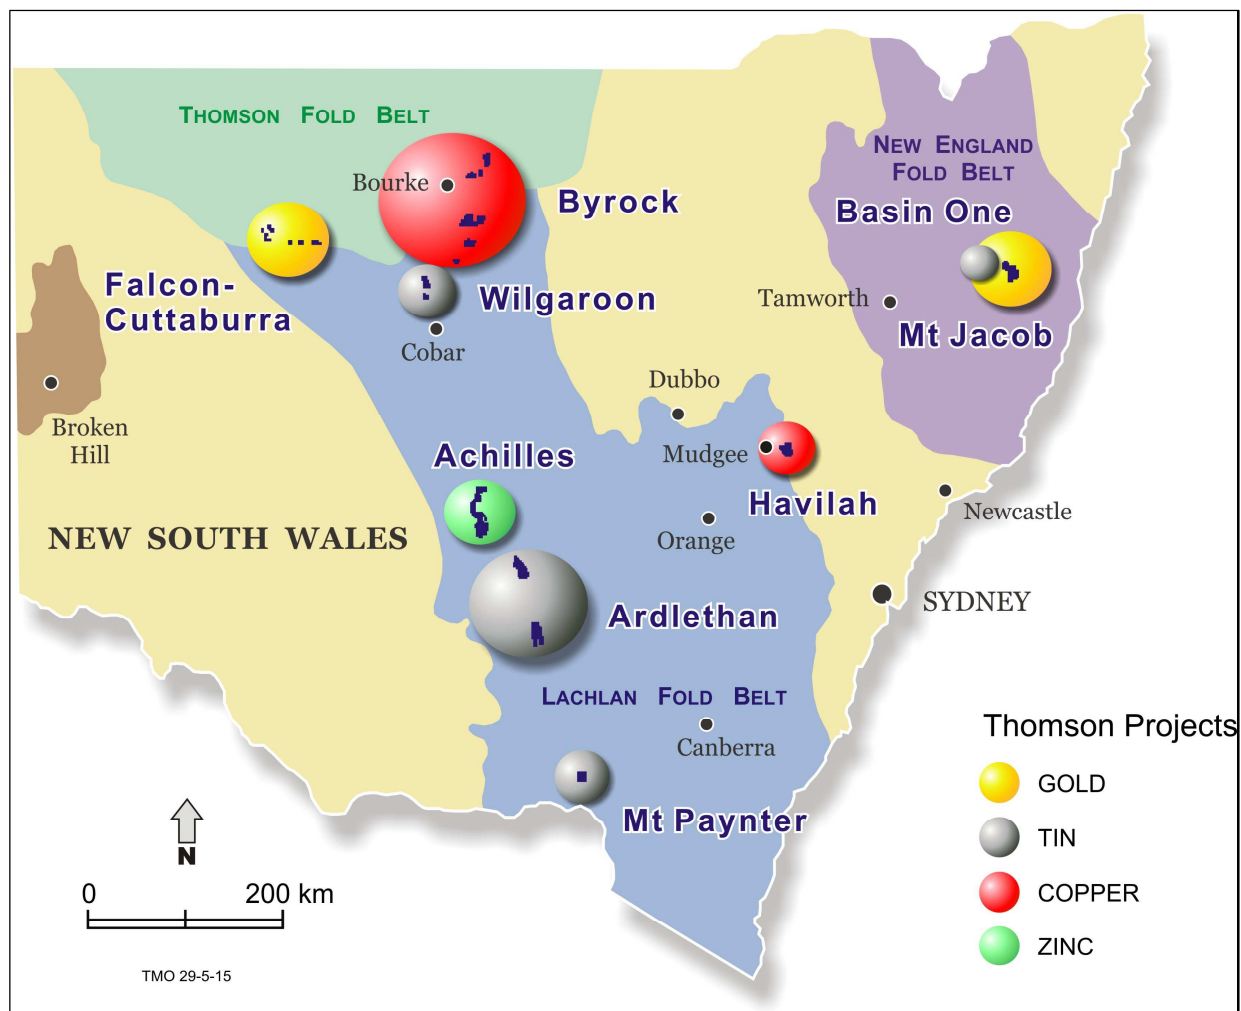 THOMSON FOLD BELT
NEW ENGLAND
FOLD BELT
Bourke
Byrock
Basin One
Falcon-
Cuttaburra
Wilgaroon
Tamworth
Mt Jacob
Cobar
Dubbo
Broken
Hill
Achilles
Mudgee
Havilah
Newcastle
NEW SOUTH WALES
Orange
SYDNEY
Ardlethan
LACHLAN FOLD BELT
Canberra
Mt Paynter
Thomson Projects
GOLD
TIN
COPPER
ZINC
N
0 200 km
TMO 29-5-15